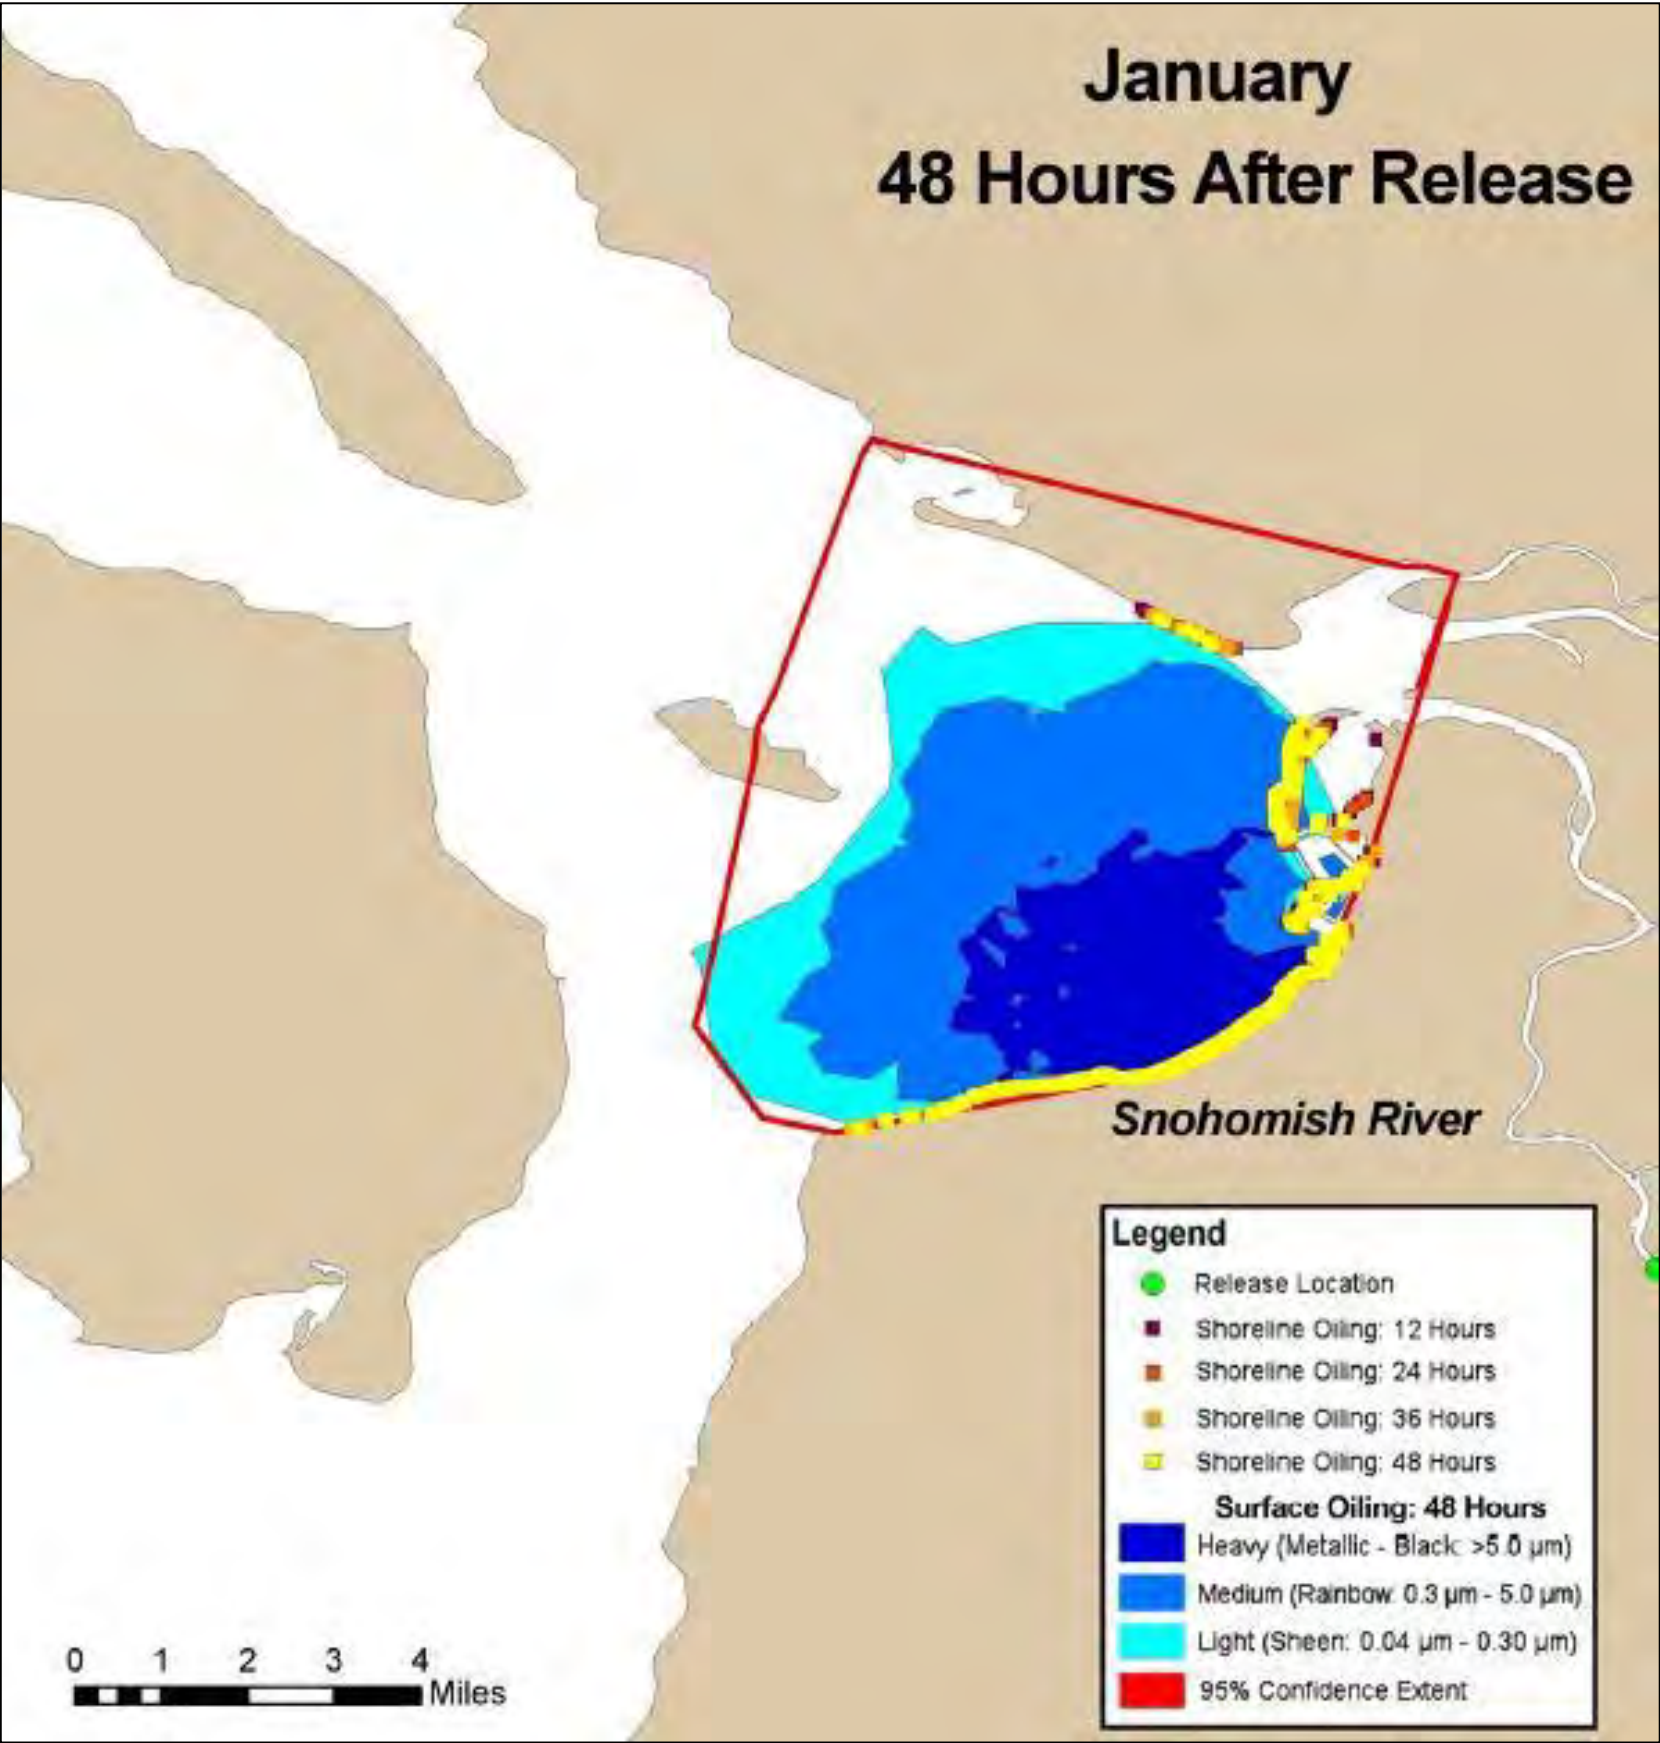 January
48 Hours After Release
Snohomish River
Legend
Release Location
Shoreline Oiling: 12 Hours
Shoreline Oiling: 24 Hours
Shoreline Oiling: 36 Hours
Shoreline Oiling: 48 Hours
Surface Oiling: 48 Hours
Heavy (Metallic - Black: >5.0 µm)
Medium (Rainbow: 0.3 µm - 5.0 µm)
Light (Sheen: 0.04 µm - 0.30 µm)
95% Confidence Extent
0 1 2 3 4
Miles